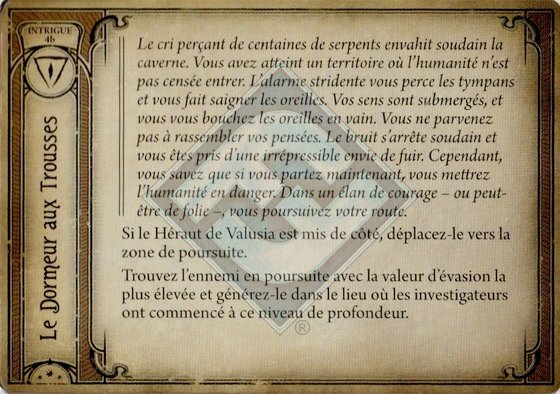 INTRIGUE
4b
Le Dormeur aux Trousses
Le cri perçant de centaines de serpents envahit soudain la
caverne. Vous avez atteint un territoire où l'humanité n'est
pas censée entrer. L'alarme stridente vous perce les tympans
et vous fait saigner les oreilles. Vos sens sont submergés, et
vous vous bouchez les oreilles en vain. Vous ne parvenez
pas à rassembler vos pensées. Le bruit s'arrête soudain et
vous êtes pris d'une irrépressible envie de fuir. Cependant,
vous savez que si vous partez maintenant, vous mettrez
l'humanité en danger. Dans un élan de courage – ou peut-
être de folie –, vous poursuivez votre route.
Si le Héraut de Valusia est mis de côté, déplacez-le vers la
zone de poursuite.
Trouvez l'ennemi en poursuite avec la valeur d'évasion la
plus élevée et générez-le dans le lieu où les investigateurs
ont commencé à ce niveau de profondeur.
®